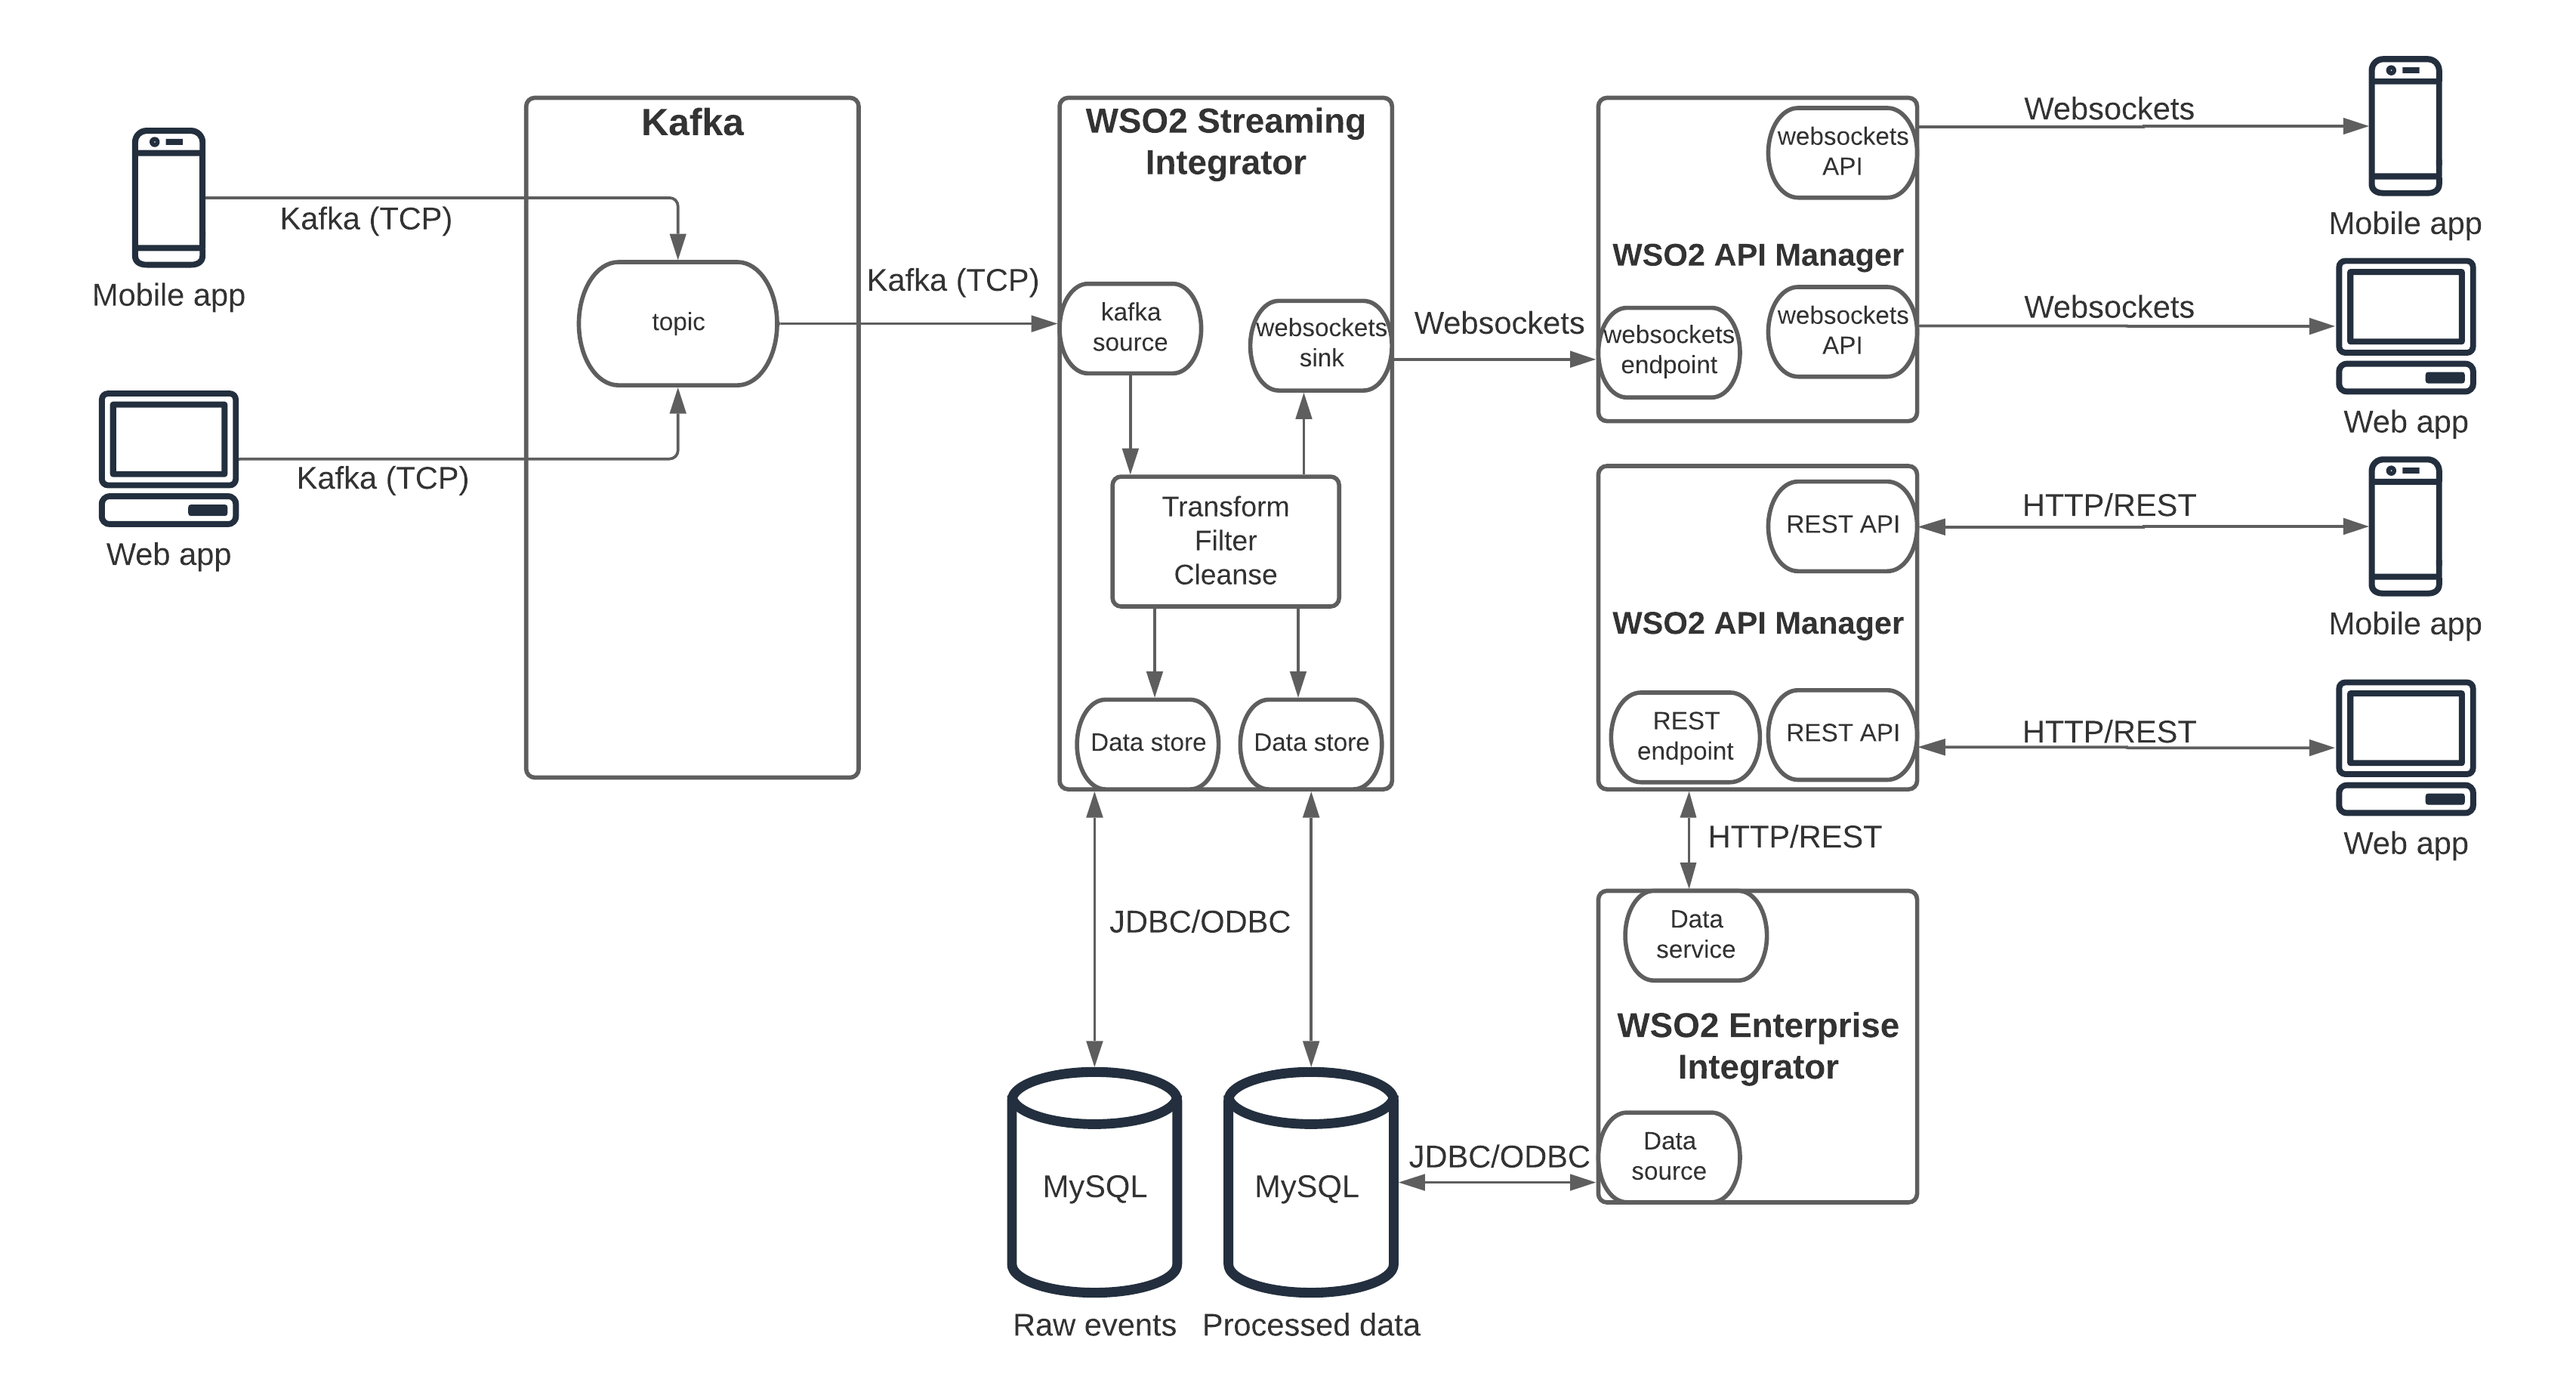 Mobile app
Kafka (TCP)
Web app
Kafka (TCP)
Kafka
topic
Kafka (TCP)
WSO2 Streaming
Integrator
kafka
source
websockets
sink
Transform
Filter
Cleanse
Data store
Data store
JDBC/ODBC
MySQL
Raw events
MySQL
Processed data
Websockets
websockets
API
WSO2 API Manager
websockets
endpoint
websockets
API
Websockets
Mobile app
Websockets
Web app
REST API
WSO2 API Manager
REST
endpoint
REST API
HTTP/REST
Mobile app
HTTP/REST
Web app
HTTP/REST
Data
service
WSO2 Enterprise
Integrator
Data
source
JDBC/ODBC